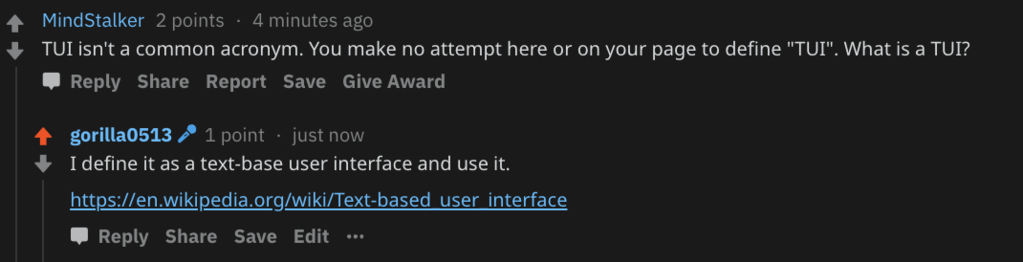 MindStalker 2 points · 4 minutes ago
TUI isn't a common acronym. You make no attempt here or on your page to define "TUI". What is a TUI?
Reply Share Report Save Give Award
gorilla0513 1 point · just now
I define it as a text-base user interface and use it.
https://en.wikipedia.org/wiki/Text-based_user_interface
Reply Share Save Edit ···